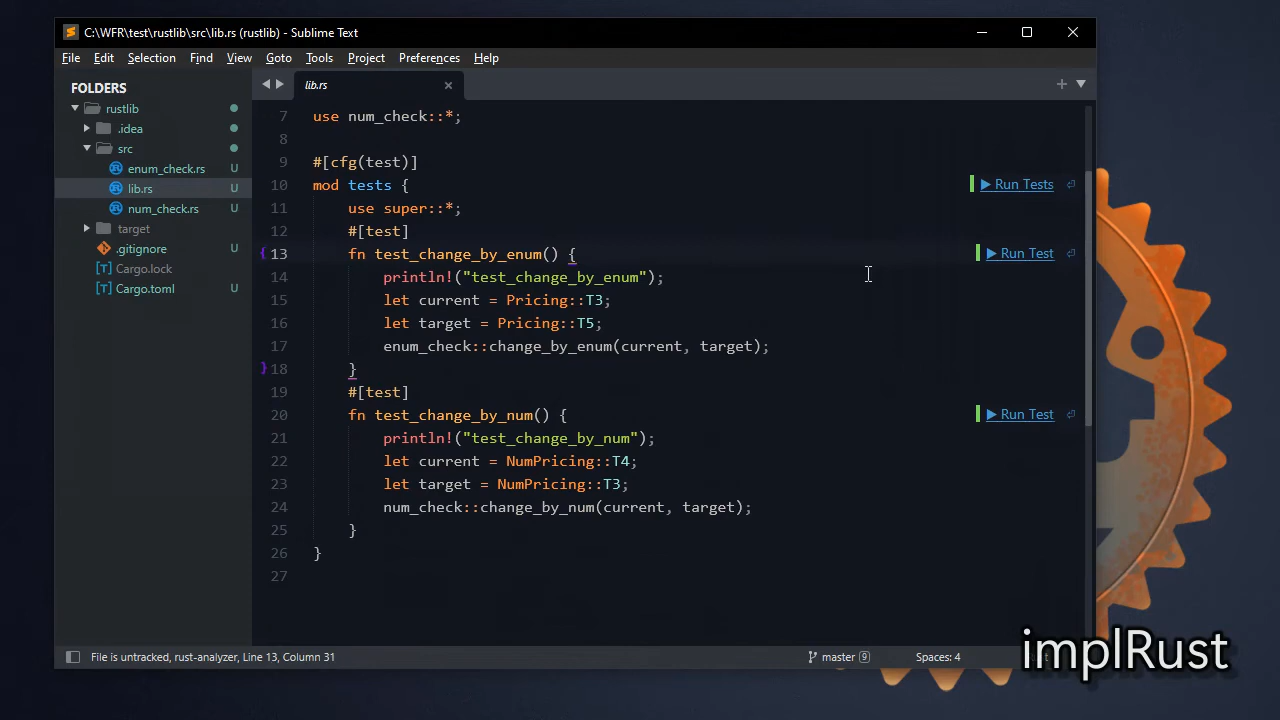 C:\WFR\test\rustlib\src\lib.rs (rustlib) - Sublime Text
File Edit Selection Find View Goto Tools Project Preferences Help
FOLDERS
rustlib
.idea
src
enum_check.rs U
lib.rs U
num_check.rs U
target
.gitignore U
Cargo.lock
Cargo.toml U
lib.rs
7 use num_check::*;
8
9 #[cfg(test)]
10 mod tests { Run Tests
11 use super::*;
12 #[test]
13 fn test_change_by_enum() { Run Test
14 println!("test_change_by_enum");
15 let current = Pricing::T3;
16 let target = Pricing::T5;
17 enum_check::change_by_enum(current, target);
18 }
19 #[test]
20 fn test_change_by_num() { Run Test
21 println!("test_change_by_num");
22 let current = NumPricing::T4;
23 let target = NumPricing::T3;
24 num_check::change_by_num(current, target);
25 }
26 }
27
File is untracked, rust-analyzer, Line 13, Column 31
master 9
Spaces: 4
implRust